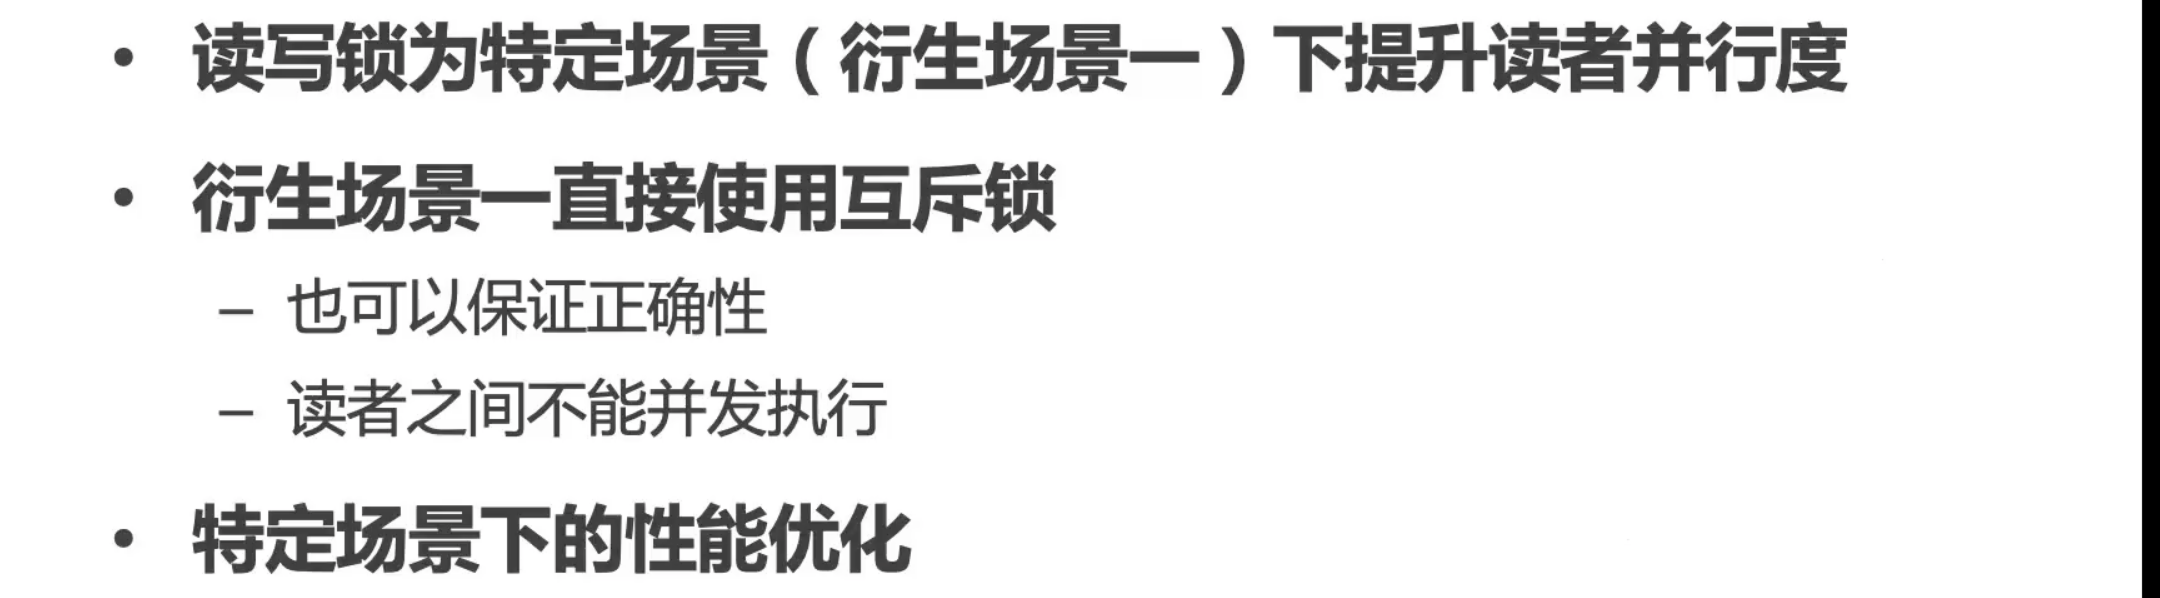 • 读写锁为特定场景（衍生场景一）下提升读者并行度
• 衍生场景一直接使用互斥锁
– 也可以保证正确性
– 读者之间不能并发执行
• 特定场景下的性能优化